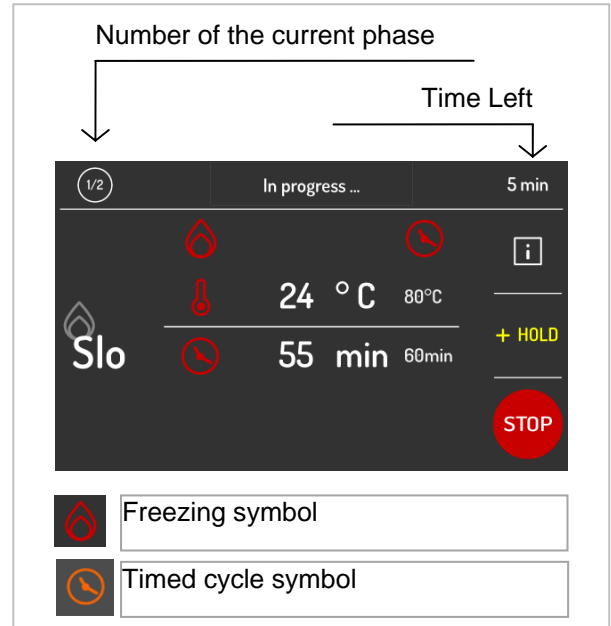 Number of the current phase
Time Left
1/2 In progress ... 5 min
i
24 °C 80°C
+ HOLD
Slo
55 min 60min
STOP
Freezing symbol
Timed cycle symbol